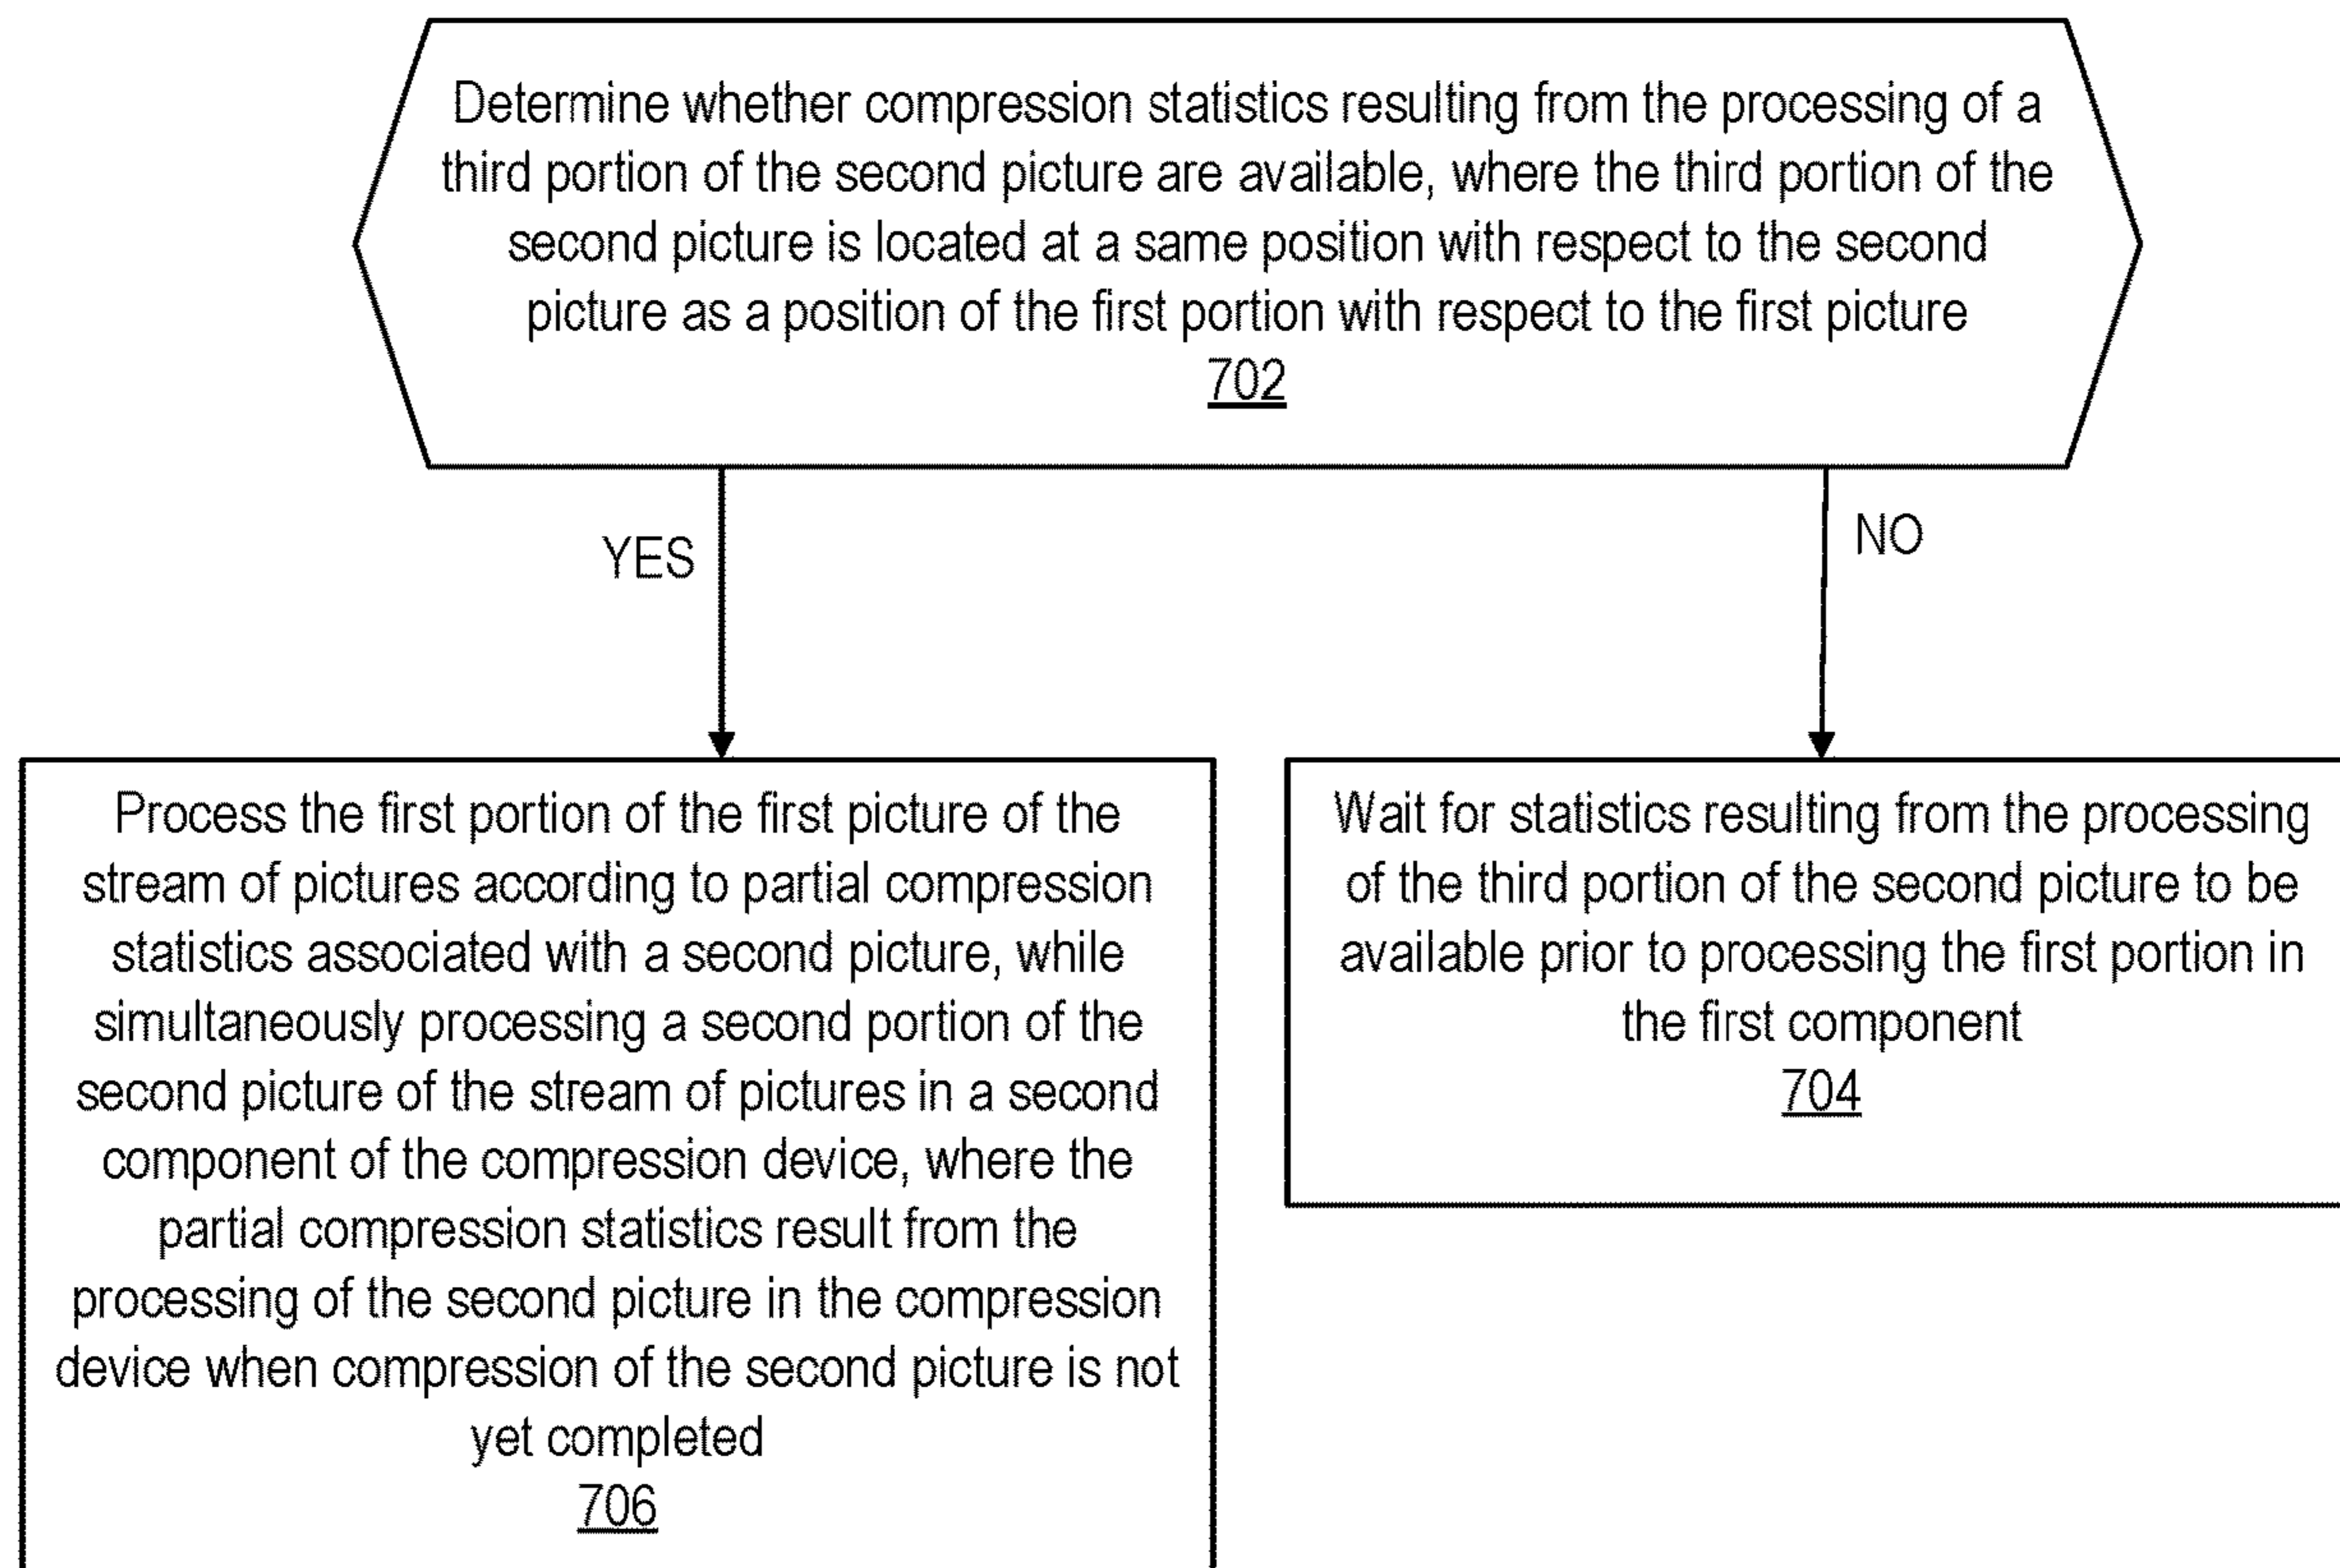 Determine whether compression statistics resulting from the processing of a
third portion of the second picture are available, where the third portion of the
second picture is located at a same position with respect to the second
picture as a position of the first portion with respect to the first picture
702
YES
NO
Process the first portion of the first picture of the
stream of pictures according to partial compression
statistics associated with a second picture, while
simultaneously processing a second portion of the
second picture of the stream of pictures in a second
component of the compression device, where the
partial compression statistics result from the
processing of the second picture in the compression
device when compression of the second picture is not
yet completed
706
Wait for statistics resulting from the processing
of the third portion of the second picture to be
available prior to processing the first portion in
the first component
704